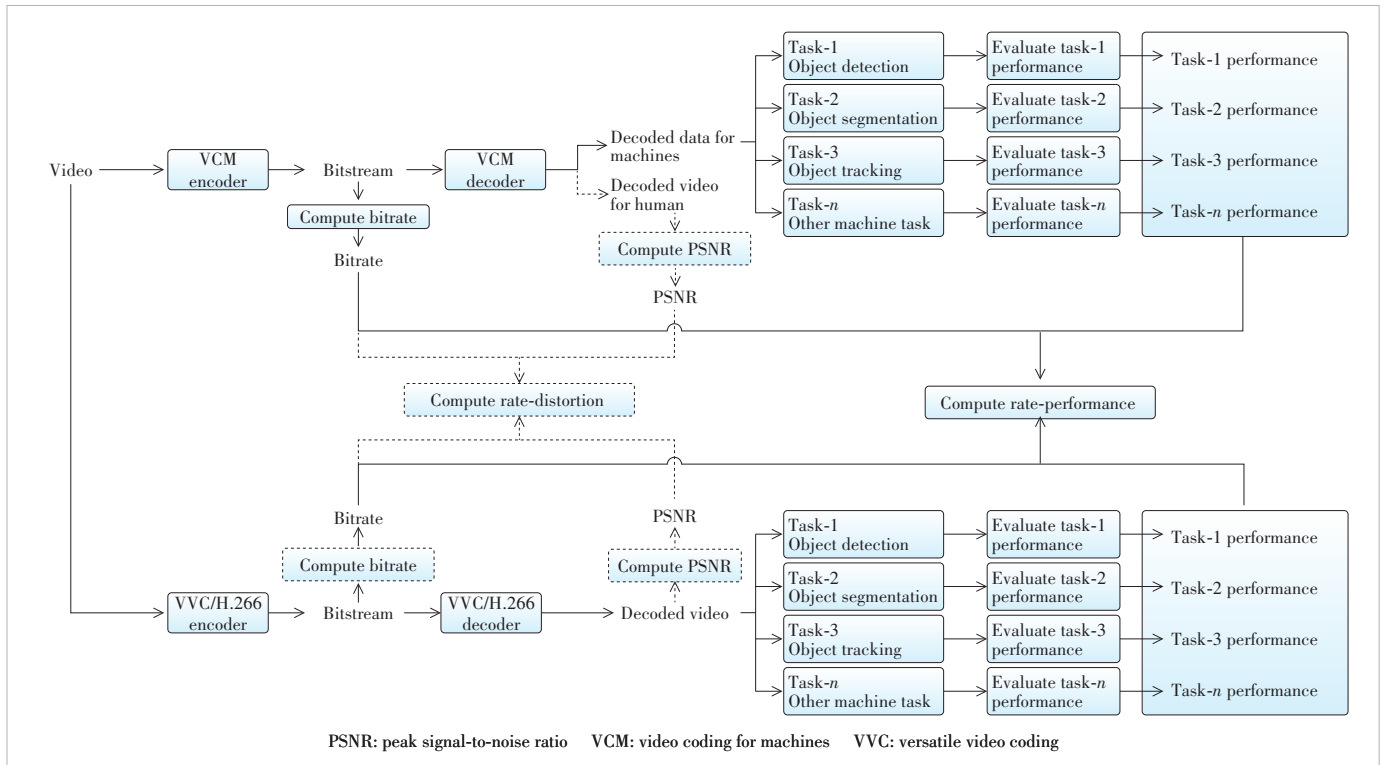 Task-1
Object detection
Evaluate task-1
performance
Task-1 performance
Task-2
Object segmentation
Evaluate task-2
performance
Task-2 performance
Task-3
Object tracking
Evaluate task-3
performance
Task-3 performance
Task-n
Other machine task
Evaluate task-n
performance
Task-n performance
Video
VCM
encoder
Bitstream
VCM
decoder
Decoded data for
machines
Decoded video
for human
Compute bitrate
Bitrate
Compute PSNR
PSNR
Compute rate-distortion
Compute rate-performance
Bitrate
Compute bitrate
PSNR
Compute PSNR
VVC/H.266
encoder
Bitstream
VVC/H.266
decoder
Decoded video
Task-1
Object detection
Evaluate task-1
performance
Task-1 performance
Task-2
Object segmentation
Evaluate task-2
performance
Task-2 performance
Task-3
Object tracking
Evaluate task-3
performance
Task-3 performance
Task-n
Other machine task
Evaluate task-n
performance
Task-n performance
PSNR: peak signal-to-noise ratio VCM: video coding for machines VVC: versatile video coding